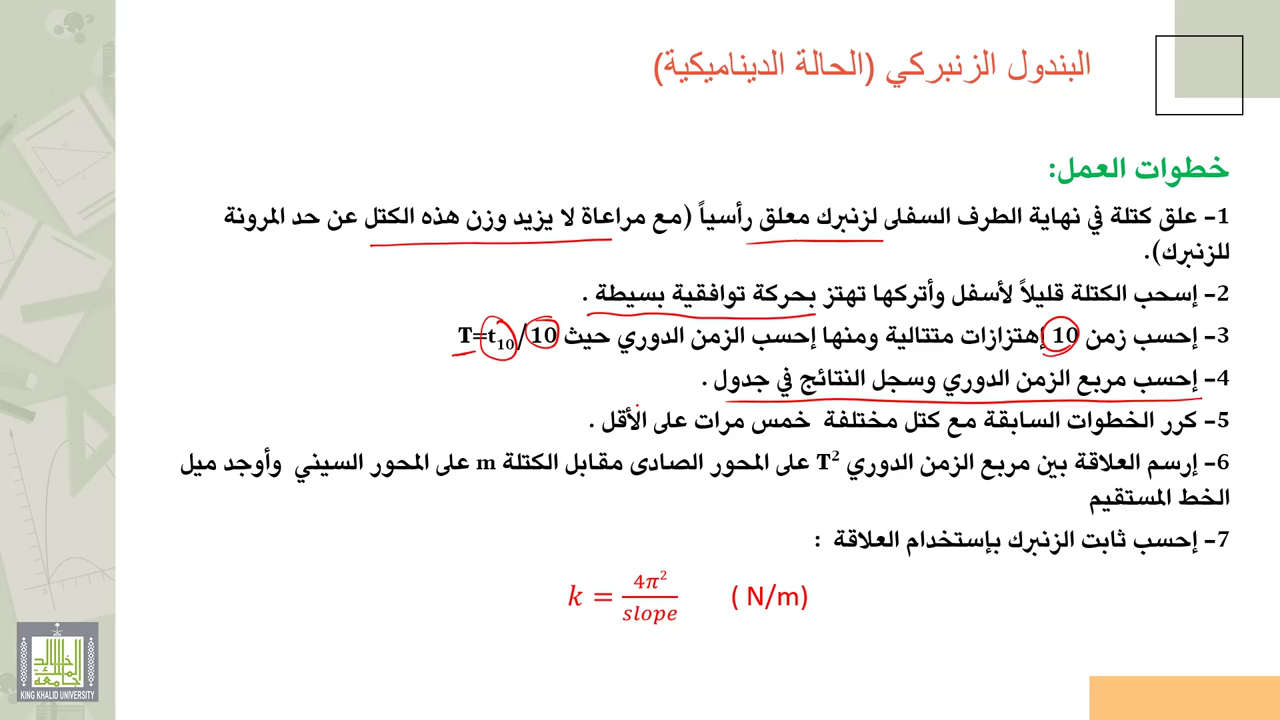 البندول الزنبركي (الحالة الديناميكية)
خطوات العمل:
1- علق كتلة في نهاية الطرف السفلى لزنبرك معلق رأسياً (مع مراعاة لا يزيد وزن هذه الكتل عن حد المرونة
للزنبرك).
2- إسحب الكتلة قليلاً لأسفل وأتركها تهتز بحركة توافقية بسيطة .
3- إحسب زمن 10 إهتزازات متتالية ومنها إحسب الزمن الدوري حيث T=t₁₀/10
4- إحسب مربع الزمن الدوري وسجل النتائج في جدول .
5- كرر الخطوات السابقة مع كتل مختلفة خمس مرات على الأقل .
6- إرسم العلاقة بين مربع الزمن الدوري T² على المحور الصادى مقابل الكتلة m على المحور السيني وأوجد ميل
الخط المستقيم
7- إحسب ثابت الزنبرك بإستخدام العلاقة :
k = 4π²/slope ( N/m)
جامعة الملك خالد
KING KHALID UNIVERSITY